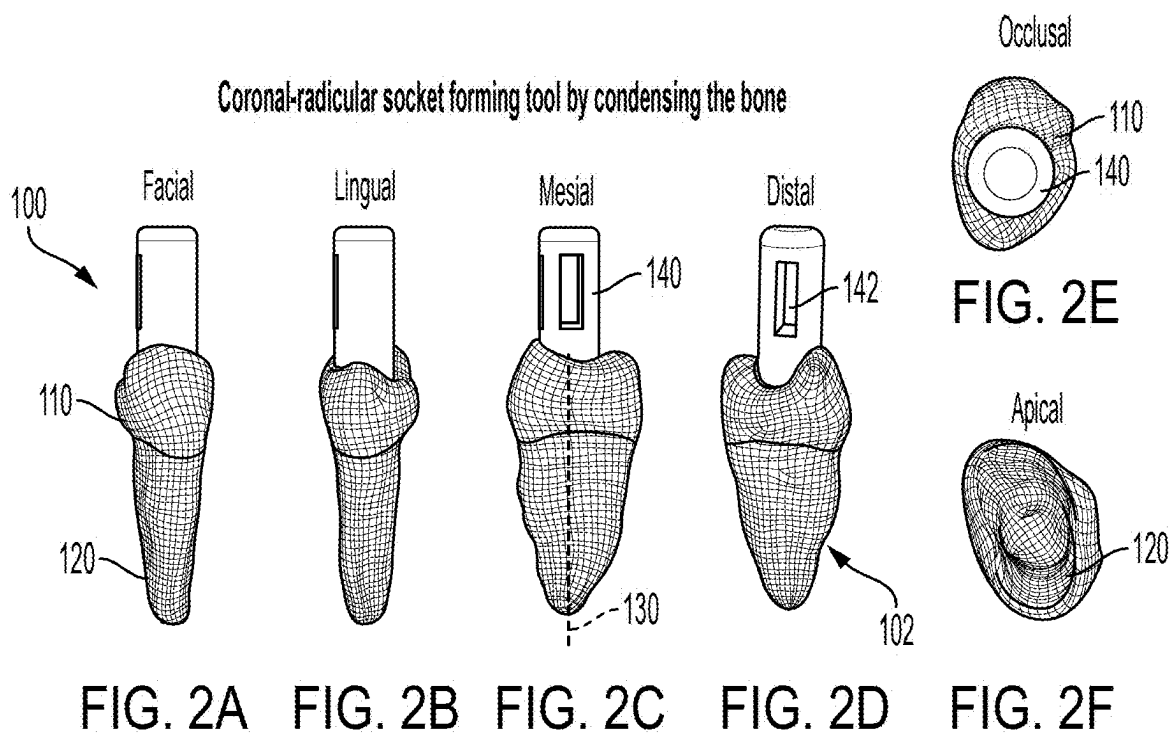 Coronal-radicular socket forming tool by condensing the bone
Occlusal
110
140
FIG. 2E
100
Facial
Lingual
Mesial
Distal
140
142
110
120
130
102
Apical
120
FIG. 2A
FIG. 2B
FIG. 2C
FIG. 2D
FIG. 2F